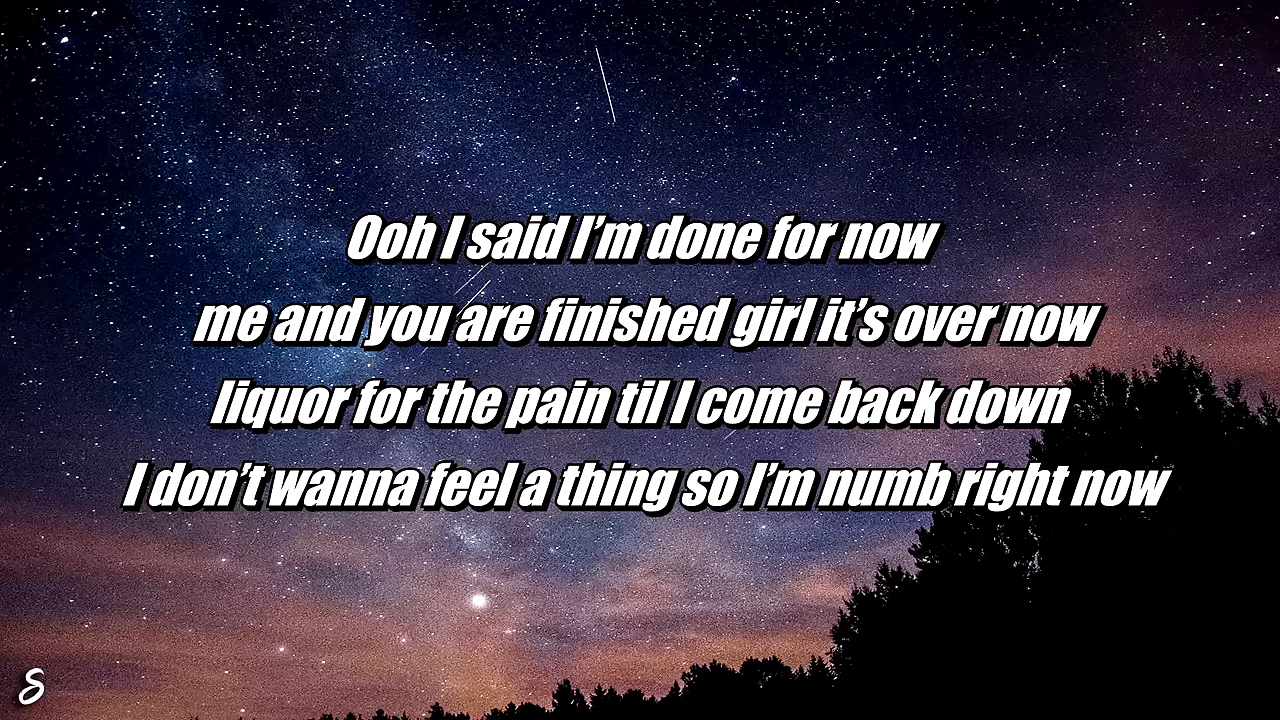 Ooh I said I’m done for now
me and you are finished girl it’s over now
liquor for the pain til I come back down
I don’t wanna feel a thing so I’m numb right now
S